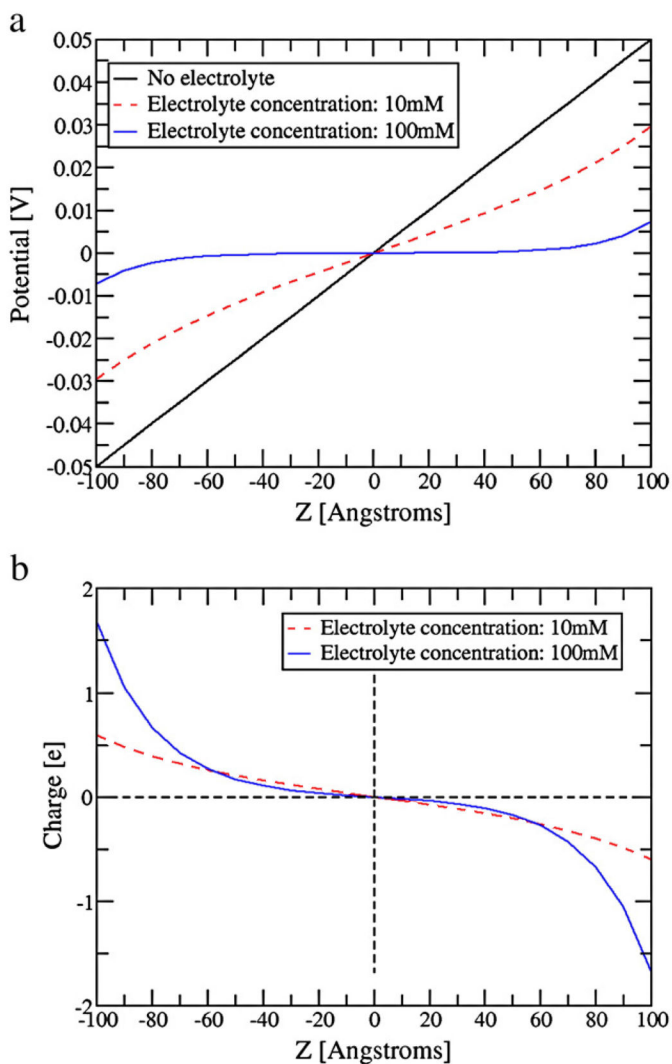 a
0.05
0.04
0.03
0.02
0.01
0
-0.01
-0.02
-0.03
-0.04
-0.05
Potential [V]
No electrolyte
Electrolyte concentration: 10mM
Electrolyte concentration: 100mM
-100 -80 -60 -40 -20 0 20 40 60 80 100
Z [Angstroms]
b
2
1
0
-1
-2
Charge [e]
Electrolyte concentration: 10mM
Electrolyte concentration: 100mM
-100 -80 -60 -40 -20 0 20 40 60 80 100
Z [Angstroms]